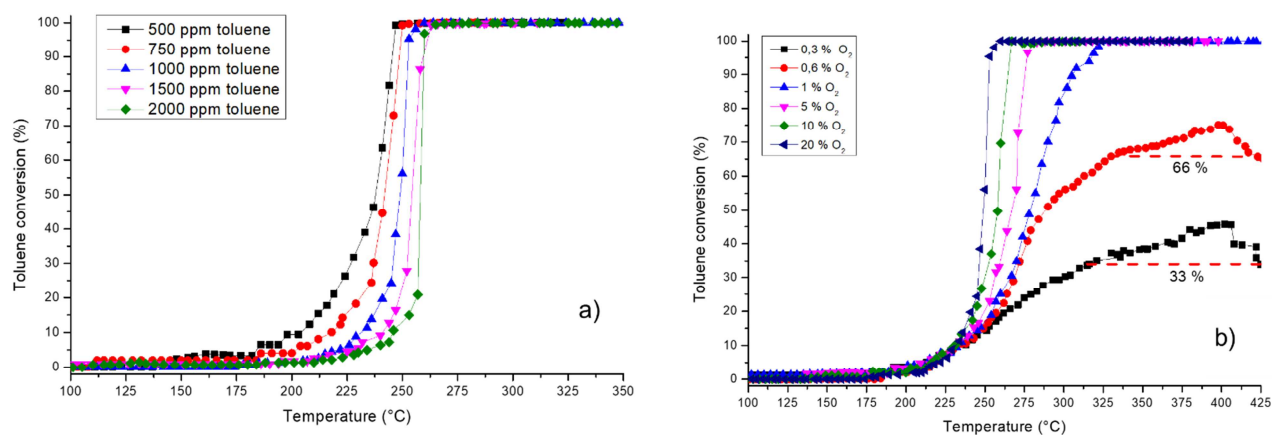 500 ppm toluene
750 ppm toluene
1000 ppm toluene
1500 ppm toluene
2000 ppm toluene
100
90
80
70
60
50
40
30
20
10
0
Toluene conversion (%)
100 125 150 175 200 225 250 275 300 325 350
Temperature (°C)
a)
0,3 % O₂
0,6 % O₂
1 % O₂
5 % O₂
10 % O₂
20 % O₂
100
90
80
70
60
50
40
30
20
10
0
Toluene conversion (%)
66 %
33 %
100 125 150 175 200 225 250 275 300 325 350 375 400 425
Temperature (°C)
b)